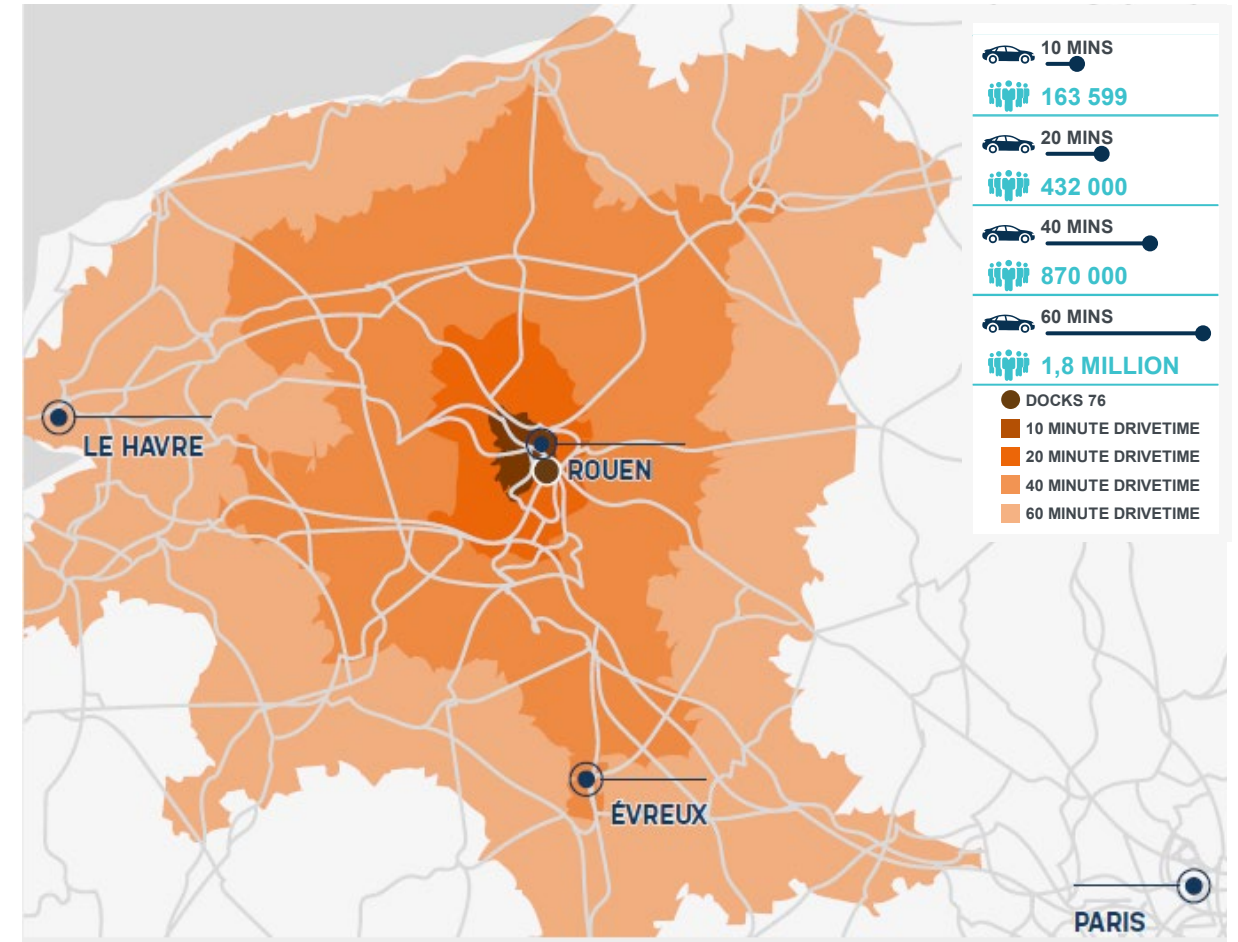 10 MINS
163 599
20 MINS
432 000
40 MINS
870 000
60 MINS
1,8 MILLION
DOCKS 76
10 MINUTE DRIVETIME
20 MINUTE DRIVETIME
40 MINUTE DRIVETIME
60 MINUTE DRIVETIME
LE HAVRE
ROUEN
ÉVREUX
PARIS